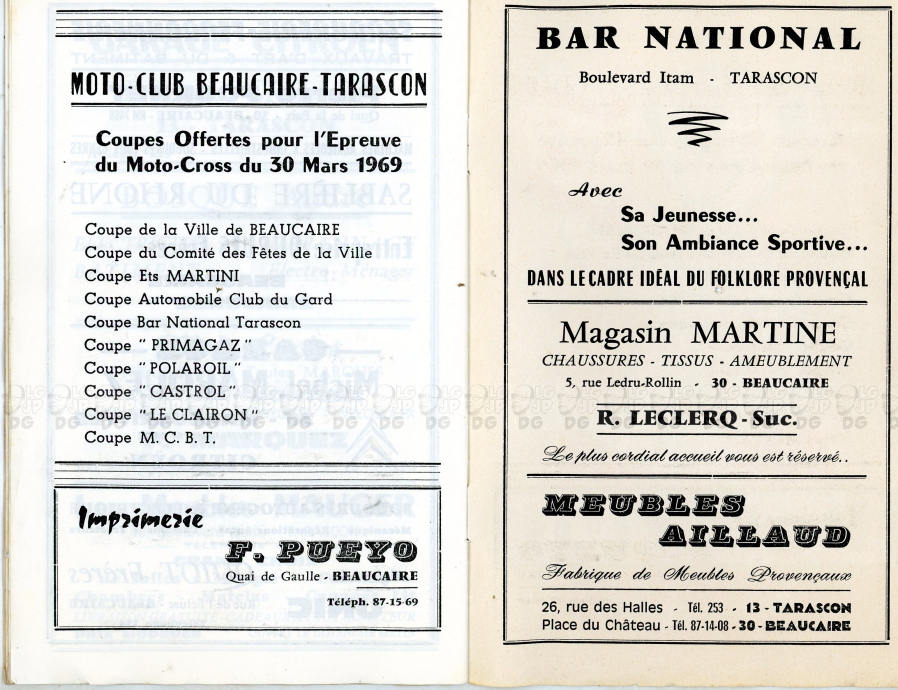 MOTO-CLUB BEAUCAIRE-TARASCON
Coupes Offertes pour l'Epreuve
du Moto-Cross du 30 Mars 1969
Coupe de la Ville de BEAUCAIRE
Coupe du Comité des Fêtes de la Ville
Coupe Ets MARTINI
Coupe Automobile Club du Gard
Coupe Bar National Tarascon
Coupe " PRIMAGAZ "
Coupe " POLAROIL "
Coupe " CASTROL "
Coupe " LE CLAIRON "
Coupe M. C. B. T.
Imprimerie
F. PUEYO
Quai de Gaulle - BEAUCAIRE
Téléph. 87-15-69
BAR NATIONAL
Boulevard Itam - TARASCON
Avec
Sa Jeunesse...
Son Ambiance Sportive...
DANS LE CADRE IDÉAL DU FOLKLORE PROVENÇAL
Magasin MARTINE
CHAUSSURES - TISSUS - AMEUBLEMENT
5, rue Ledru-Rollin - 30 - BEAUCAIRE
R. LECLERQ - Suc.
Le plus cordial accueil vous est réservé..
MEUBLES
AILLAUD
Fabrique de Meubles Provençaux
26, rue des Halles - Tél. 253 - 13 - TARASCON
Place du Château - Tél. 87-14-08 - 30 - BEAUCAIRE